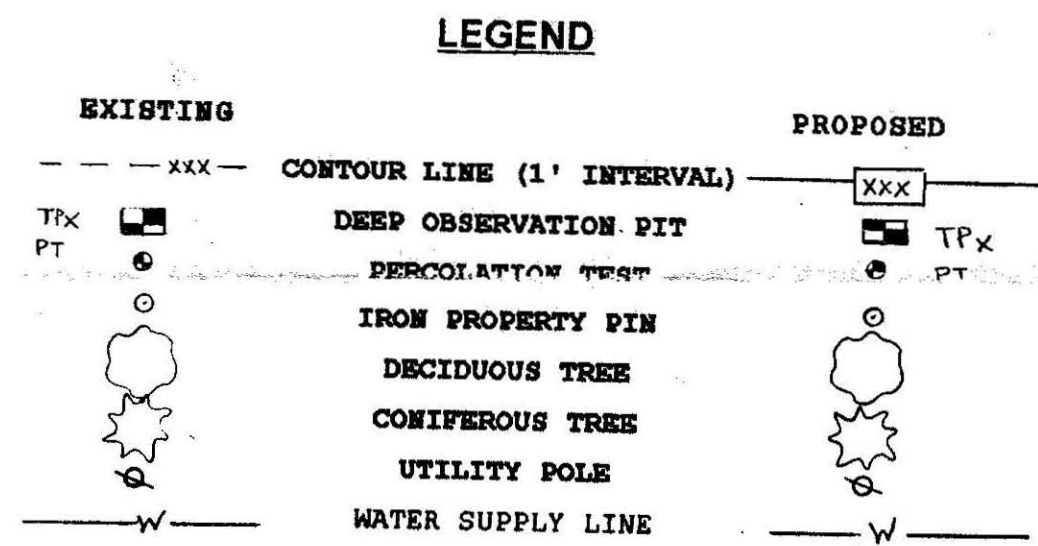 LEGEND
EXISTING PROPOSED
xxx CONTOUR LINE (1' INTERVAL) xxx
TPx DEEP OBSERVATION PIT TPx
PT PERCOLATION TEST PT
IRON PROPERTY PIN
DECIDUOUS TREE
CONIFEROUS TREE
UTILITY POLE
W WATER SUPPLY LINE W